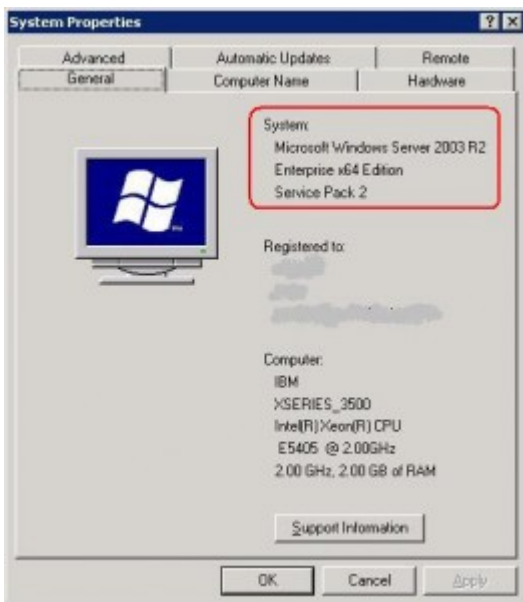 System Properties
Advanced
Automatic Updates
Remote
General
Computer Name
Hardware
System:
Microsoft Windows Server 2003 R2
Enterprise x64 Edition
Service Pack 2
Registered to:
Computer:
IBM
XSERIES_3500
Intel(R) Xeon(R) CPU
E5405 @ 2.00GHz
2.00 GHz, 2.00 GB of RAM
Support Information
OK
Cancel
Apply